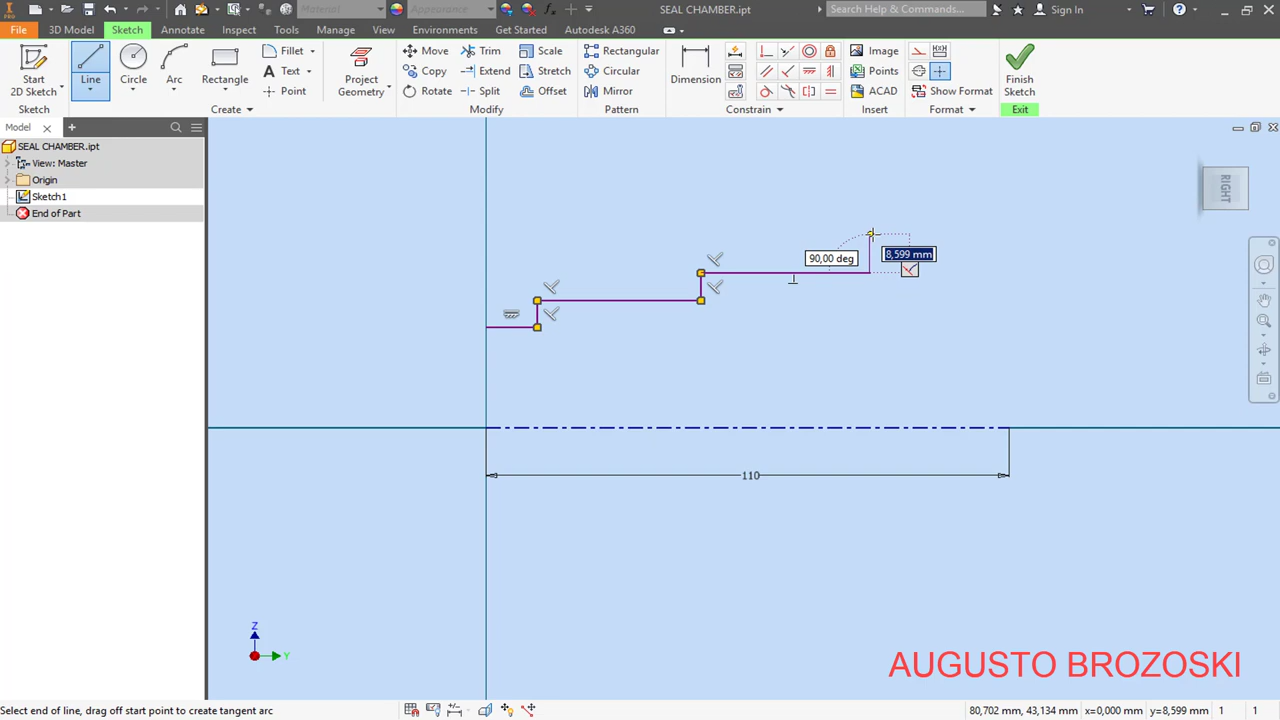 PRO
Material
Appearance
SEAL CHAMBER.ipt
Search Help & Commands...
Sign In
File
3D Model
Sketch
Annotate
Inspect
Tools
Manage
View
Environments
Get Started
Autodesk A360
Start
2D Sketch
Line
Circle
Arc
Rectangle
Fillet
Text
Point
Project
Geometry
Move
Copy
Rotate
Trim
Extend
Split
Scale
Stretch
Offset
Rectangular
Circular
Mirror
Dimension
Image
Points
ACAD
Show Format
Finish
Sketch
Sketch
Create
Modify
Pattern
Constrain
Insert
Format
Exit
Model
SEAL CHAMBER.ipt
View: Master
Origin
Sketch1
End of Part
RIGHT
90,00 deg
8,599 mm
110
Z
Y
AUGUSTO BROZOSKI
Select end of line, drag off start point to create tangent arc
80,702 mm, 43,134 mm
x=0,000 mm
y=8,599 mm
1
1